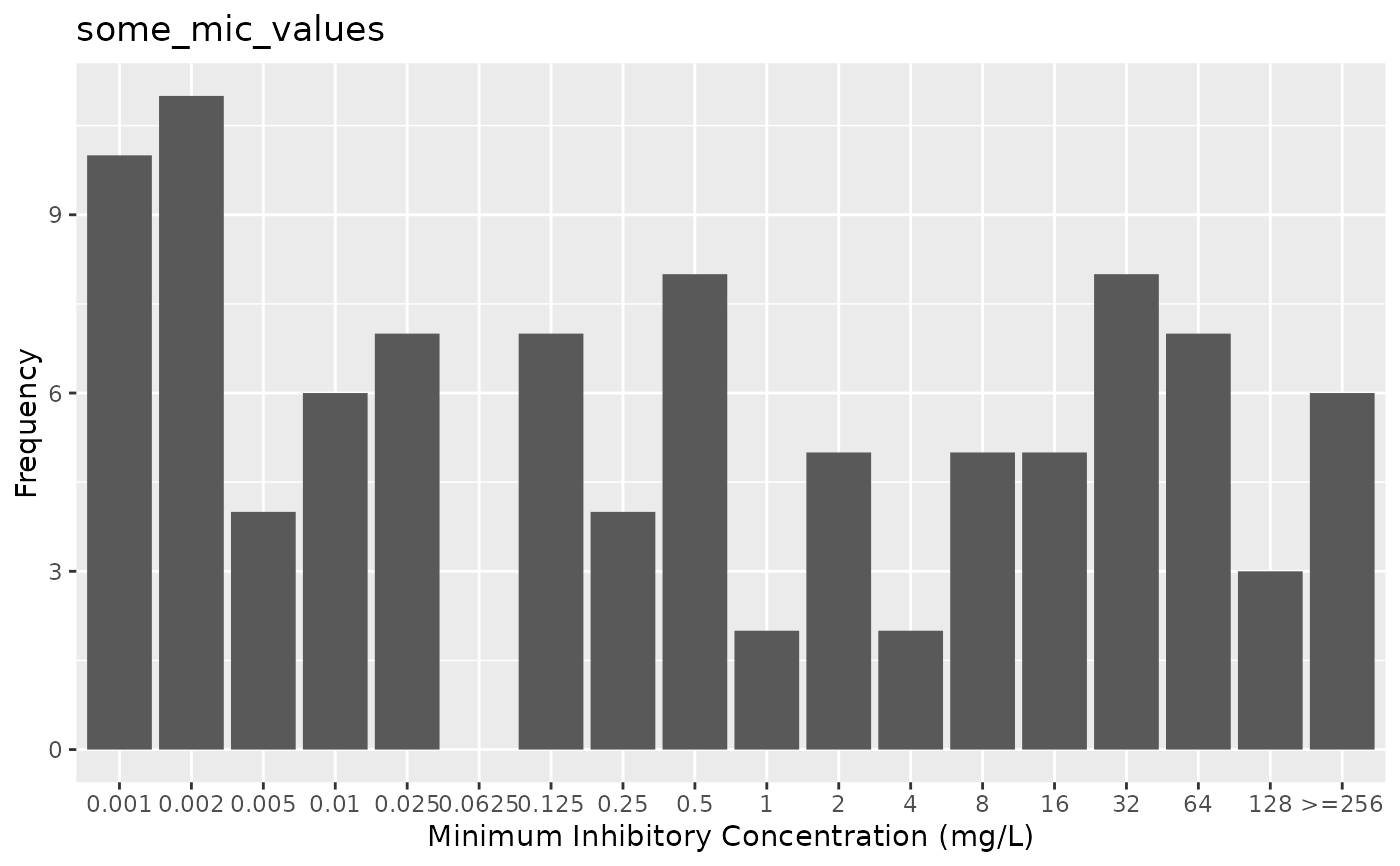 some_mic_values
Frequency
9
6
3
0
0.001 0.002 0.005 0.01 0.025 0.0625 0.125 0.25 0.5 1 2 4 8 16 32 64 128 >=256
Minimum Inhibitory Concentration (mg/L)